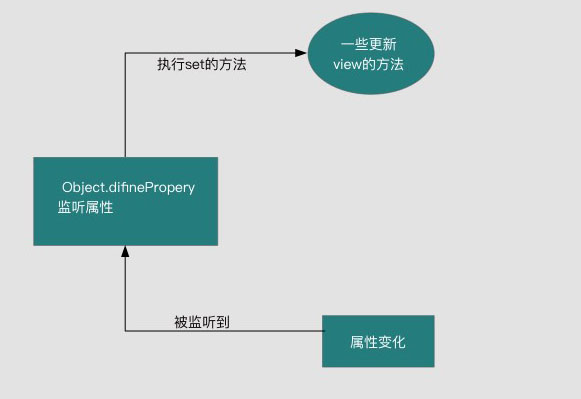 一些更新
view的方法
执行set的方法
Object.difinePropery
监听属性
被监听到
属性变化